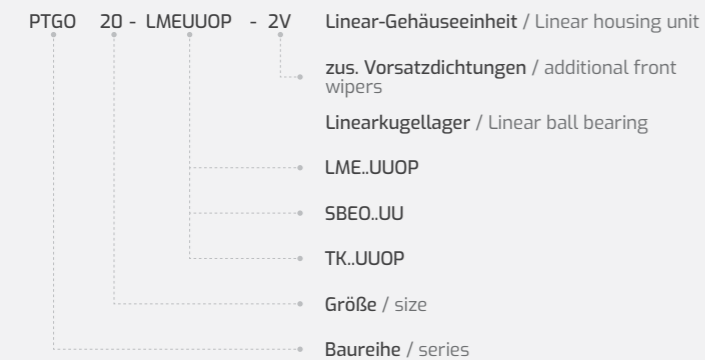 PTGO 20 - LMEUUOP - 2V Linear-Gehäuseeinheit / Linear housing unit
zus. Vorsatzdichtungen / additional front
wipers
Linearkugellager / Linear ball bearing
LME..UUOP
SBEO..UU
TK..UUOP
Größe / size
Baureihe / series